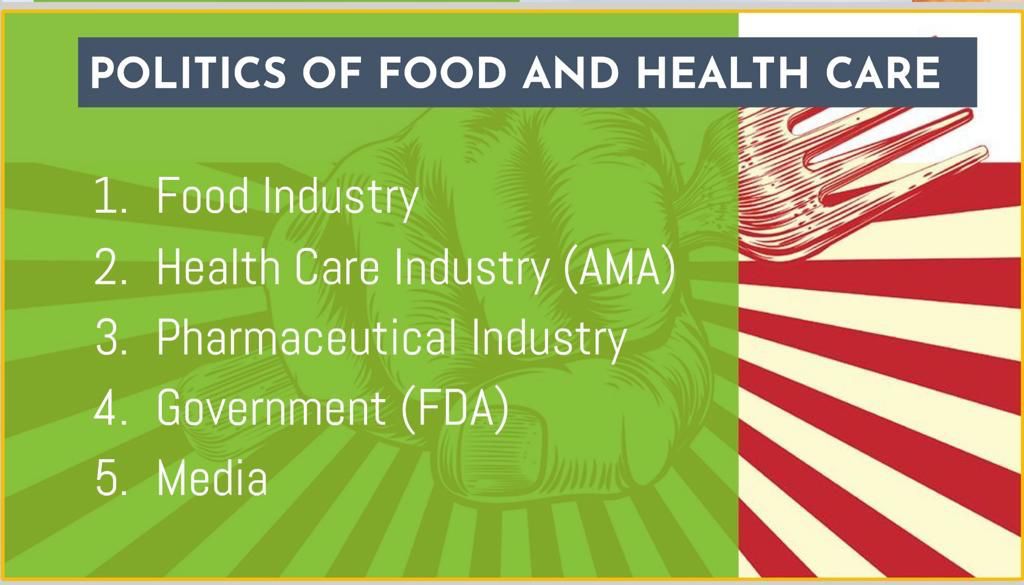 POLITICS OF FOOD AND HEALTH CARE
1. Food Industry
2. Health Care Industry (AMA)
3. Pharmaceutical Industry
4. Government (FDA)
5. Media